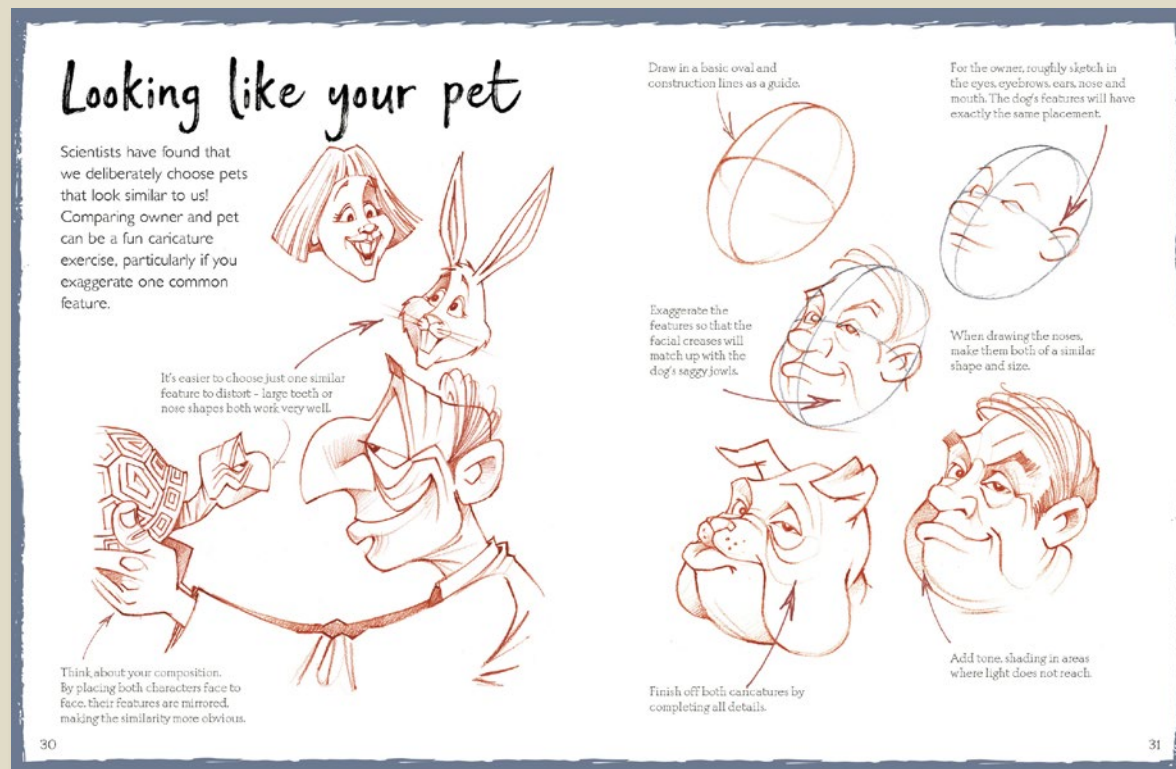 Looking like your pet
Scientists have found that
we deliberately choose pets
that look similar to us!
Comparing owner and pet
can be a fun caricature
exercise, particularly if you
exaggerate one common
feature.
It's easier to choose just one similar
feature to distort - large teeth or
nose shapes both work very well.
Think about your composition.
By placing both characters face to
face, their features are mirrored,
making the similarity more obvious.
30
Draw in a basic oval and
construction lines as a guide.
For the owner, roughly sketch in
the eyes, eyebrows, ears, nose and
mouth. The dog's features will have
exactly the same placement.
Exaggerate the
features so that the
facial creases will
match up with the
dog's saggy jowls.
When drawing the noses,
make them both of a similar
shape and size.
Finish off both caricatures by
completing all details.
Add tone, shading in areas
where light does not reach.
31